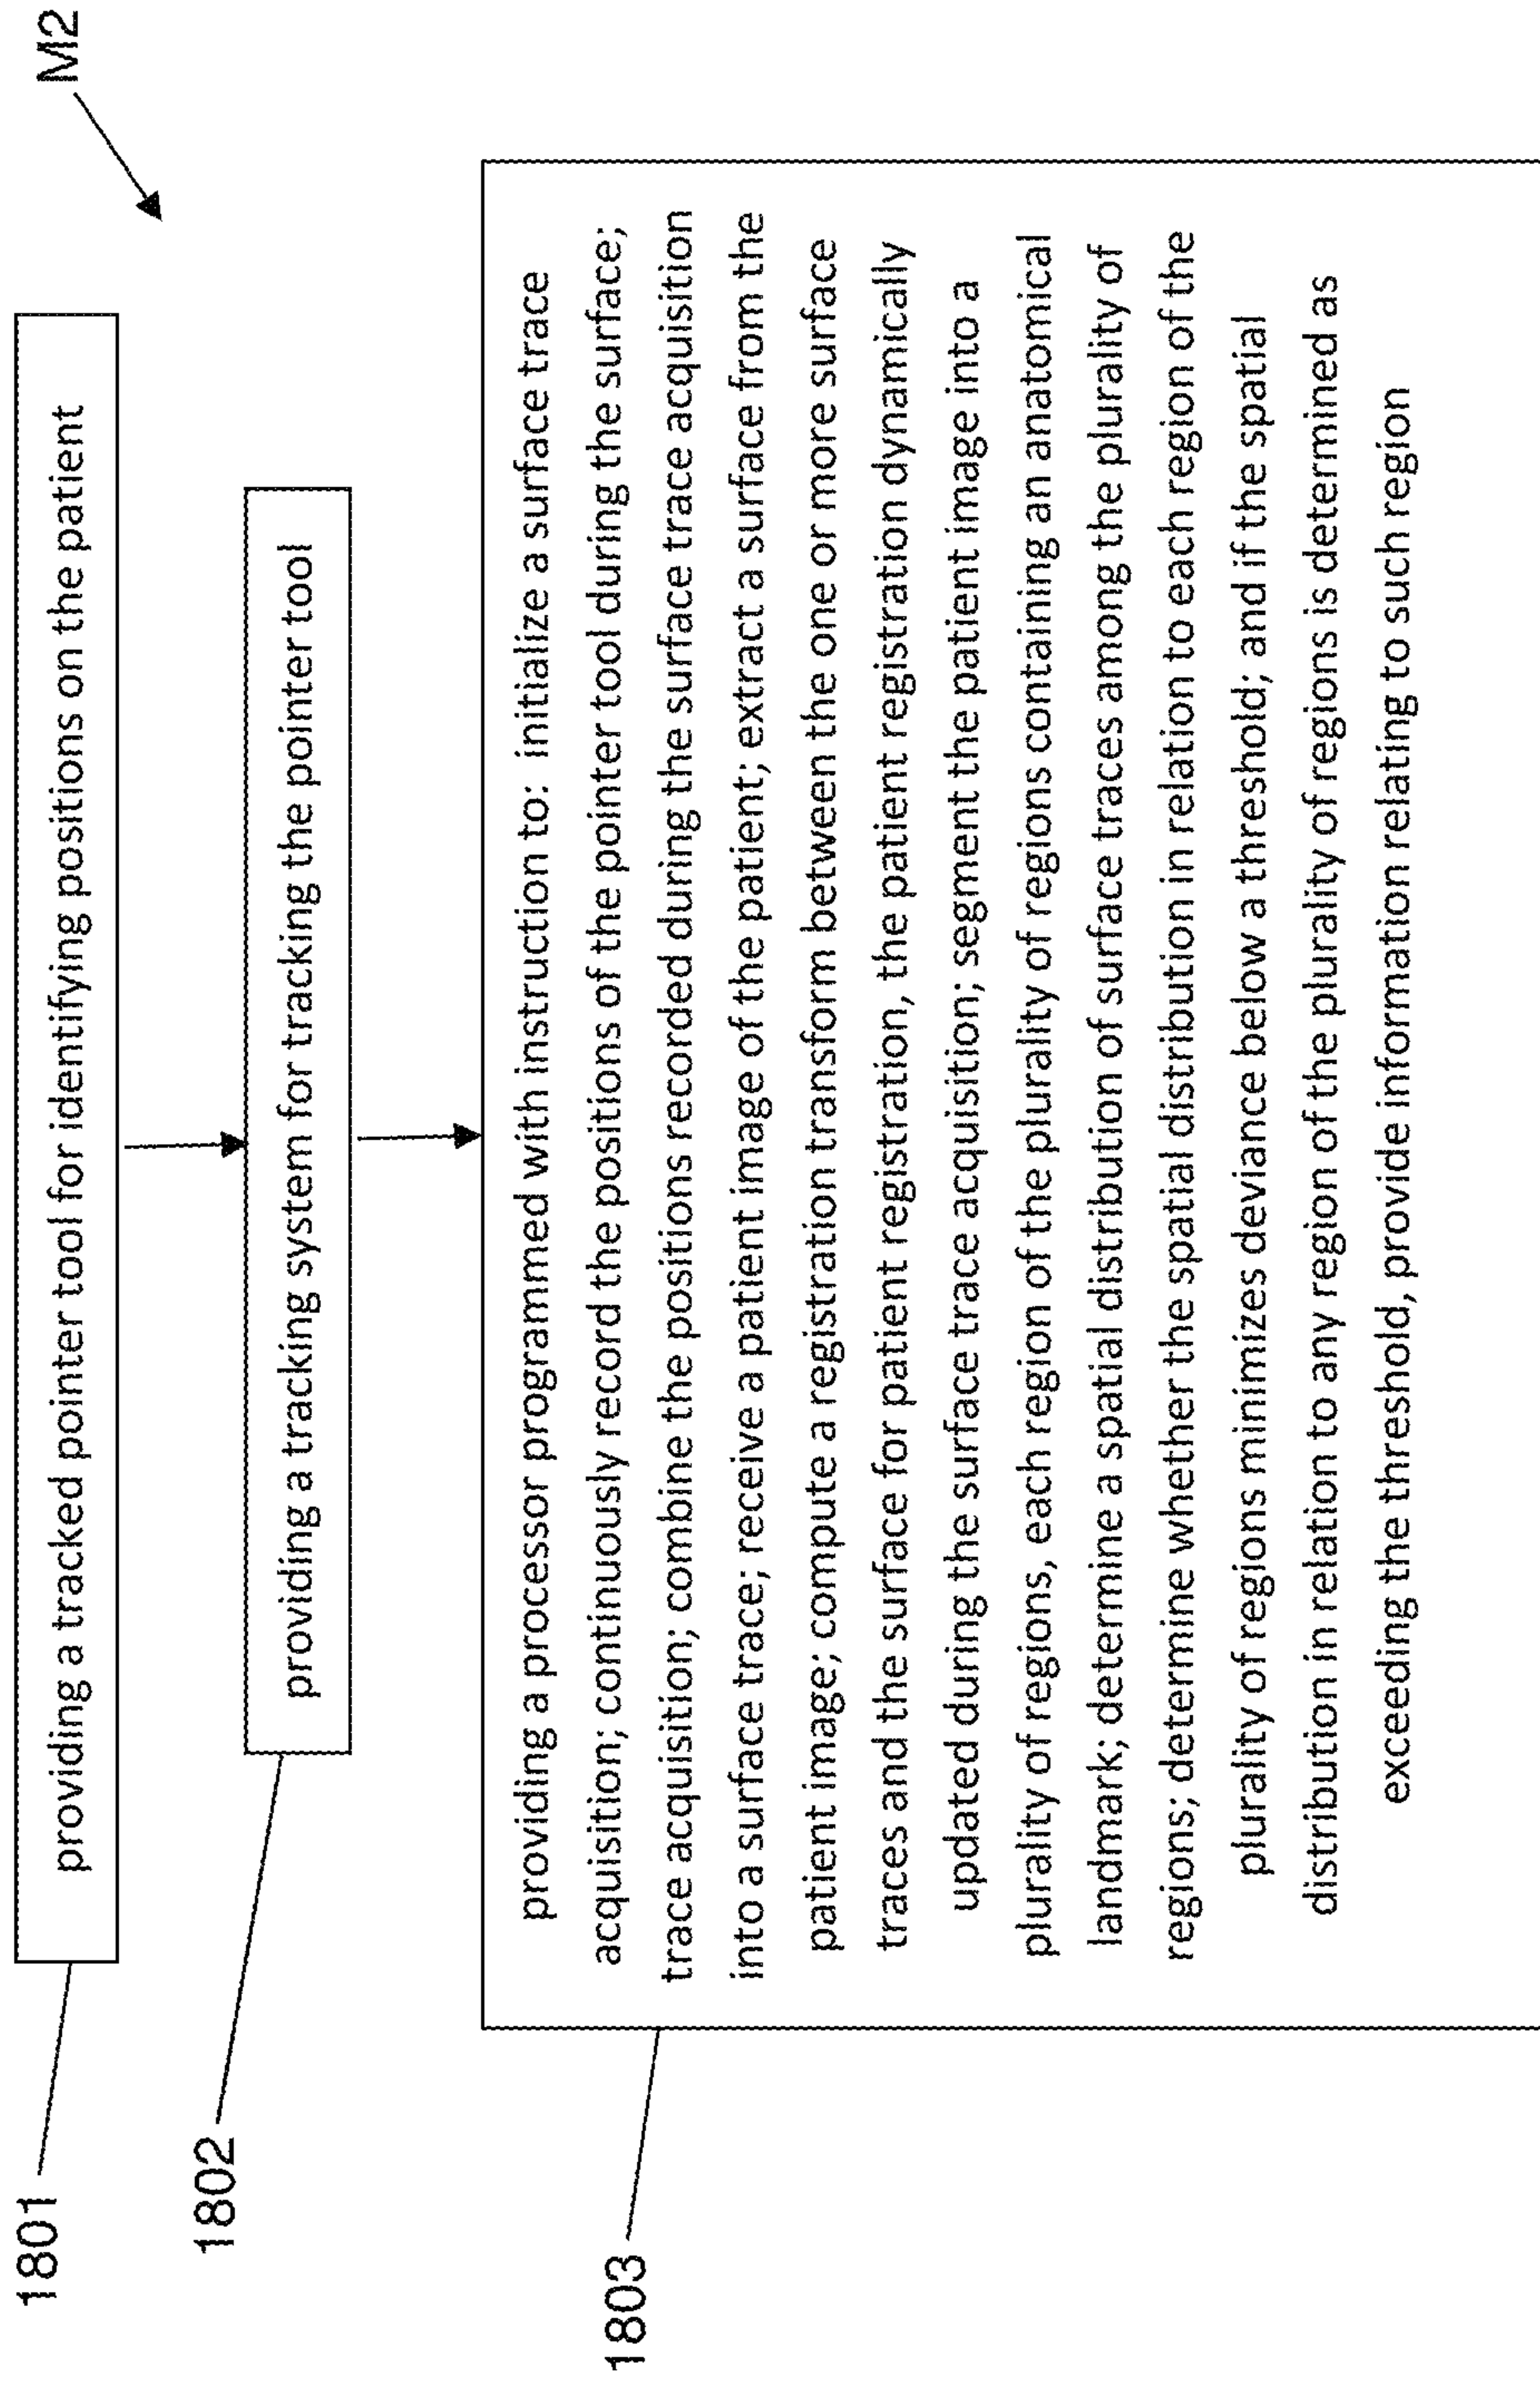 M2
1801
providing a tracked pointer tool for identifying positions on the patient
1802
providing a tracking system for tracking the pointer tool
1803
providing a processor programmed with instruction to: initialize a surface trace
acquisition; continuously record the positions of the pointer tool during the surface;
trace acquisition; combine the positions recorded during the surface trace acquisition
into a surface trace; receive a patient image of the patient; extract a surface from the
patient image; compute a registration transform between the one or more surface
traces and the surface for patient registration, the patient registration dynamically
updated during the surface trace acquisition; segment the patient image into a
plurality of regions, each region of the plurality of regions containing an anatomical
landmark; determine a spatial distribution of surface traces among the plurality of
regions; determine whether the spatial distribution in relation to each region of the
plurality of regions minimizes deviance below a threshold; and if the spatial
distribution in relation to any region of the plurality of regions is determined as
exceeding the threshold, provide information relating to such region